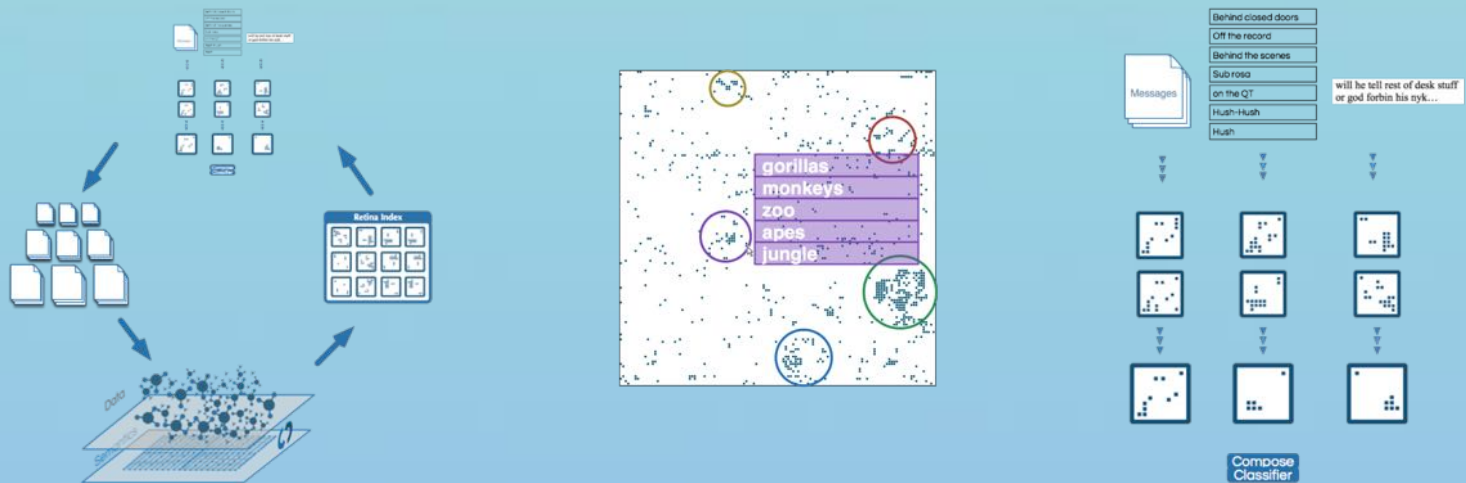 Retina Index
Data
gorillas
monkeys
zoo
apes
jungle
Messages
Behind closed doors
Off the record
Behind the scenes
Sub rosa
on the QT
Hush-Hush
Hush
will he tell rest of desk stuff
or god forbin his nyk...
Compose
Classifier